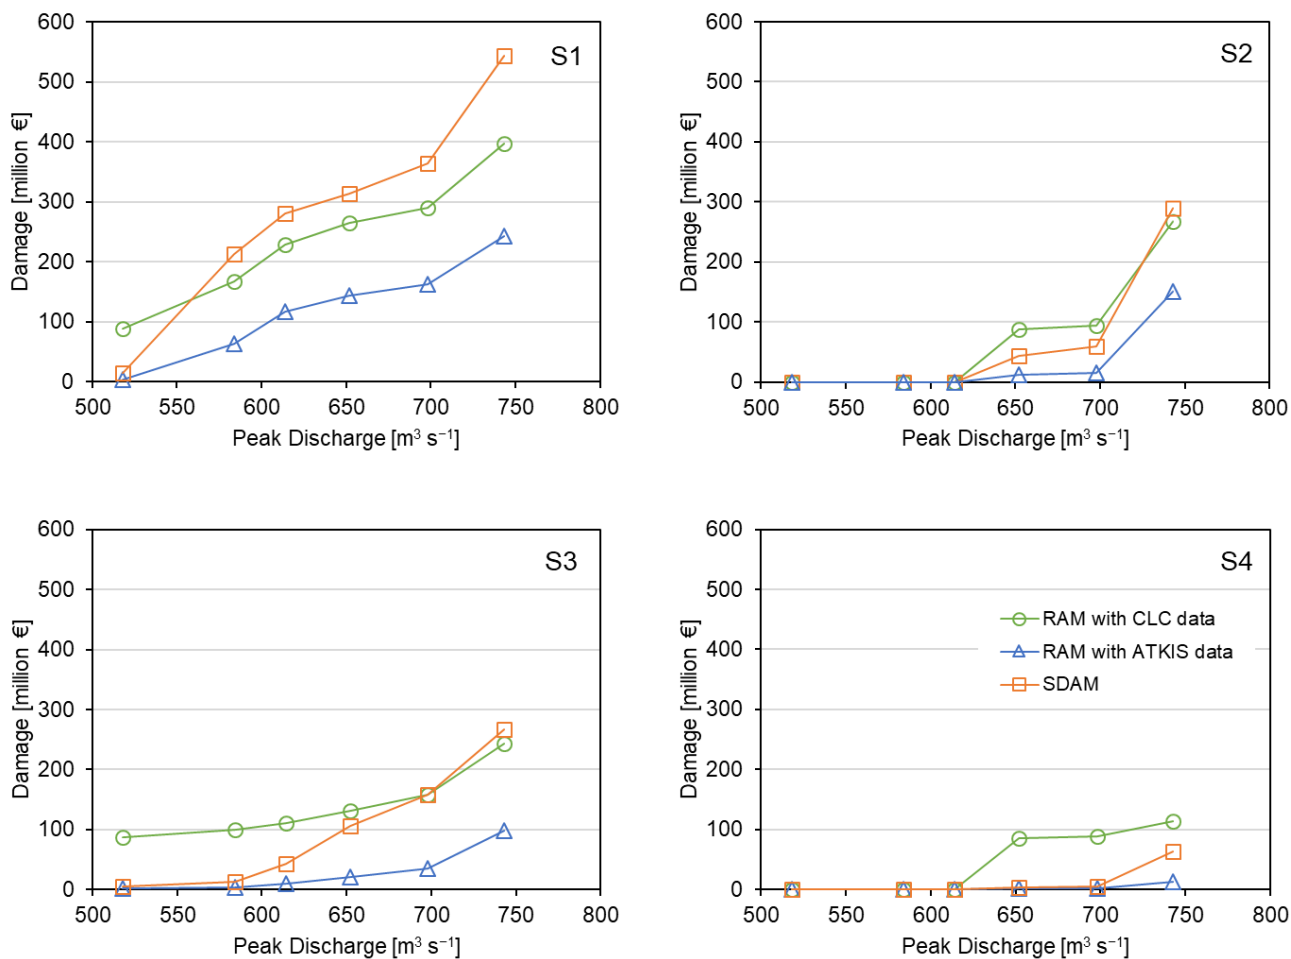 S1
600
500
400
300
200
100
0
Damage [million €]
500 550 600 650 700 750 800
Peak Discharge [m³ s⁻¹]
S2
600
500
400
300
200
100
0
Damage [million €]
500 550 600 650 700 750 800
Peak Discharge [m³ s⁻¹]
S3
600
500
400
300
200
100
0
Damage [million €]
500 550 600 650 700 750 800
Peak Discharge [m³ s⁻¹]
S4
600
500
400
300
200
100
0
Damage [million €]
RAM with CLC data
RAM with ATKIS data
SDAM
500 550 600 650 700 750 800
Peak Discharge [m³ s⁻¹]